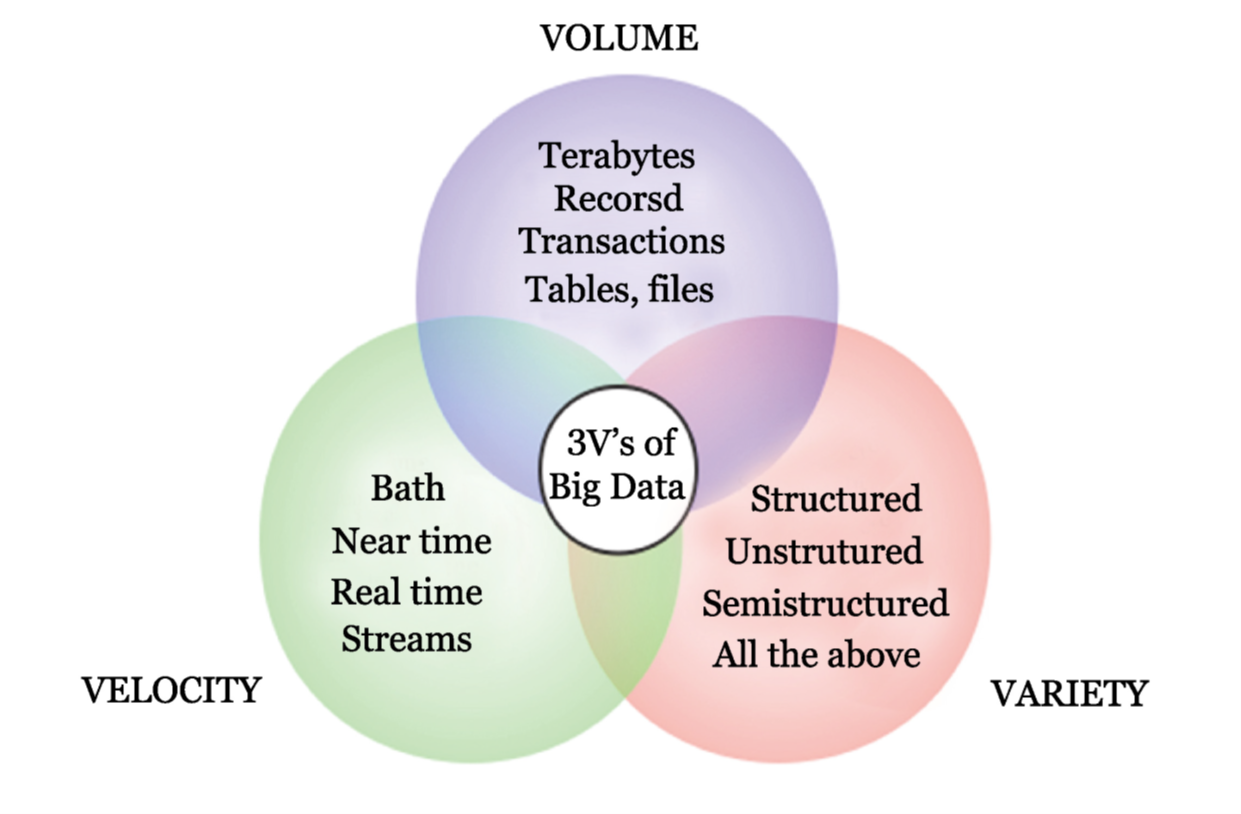 VOLUME
Terabytes
Recorsd
Transactions
Tables, files
3V’s of
Big Data
Bath
Near time
Real time
Streams
VELOCITY
Structured
Unstrutured
Semistructured
All the above
VARIETY